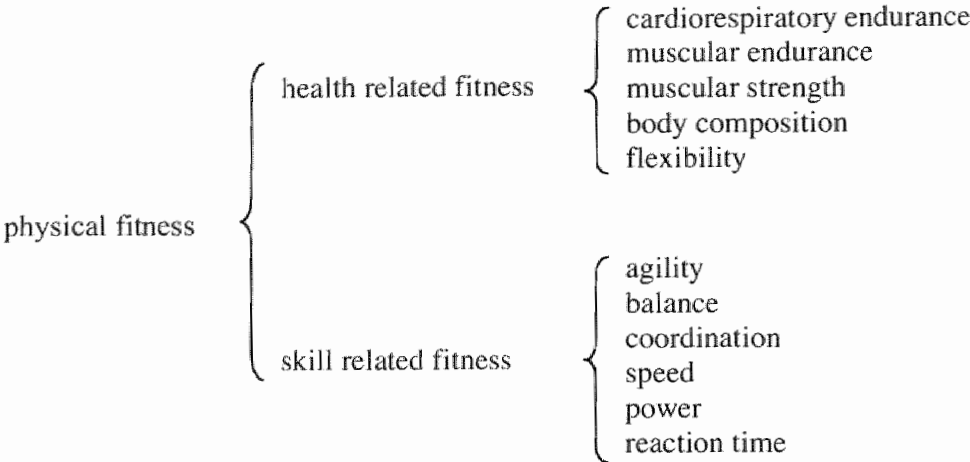 physical fitness
health related fitness
cardiorespiratory endurance
muscular endurance
muscular strength
body composition
flexibility
skill related fitness
agility
balance
coordination
speed
power
reaction time